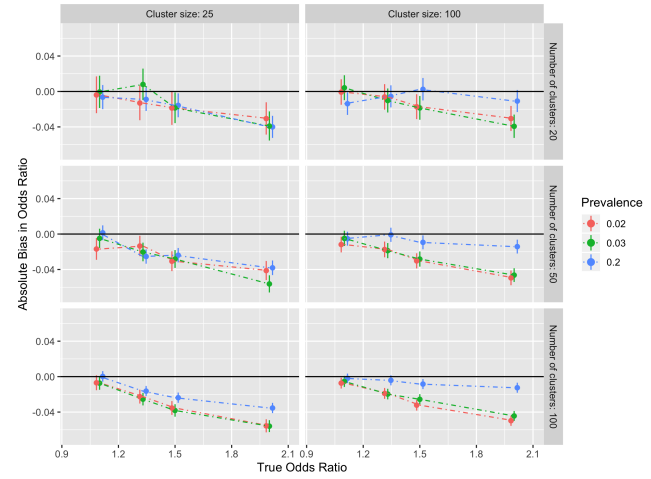 Cluster size: 25
Cluster size: 100
Absolute Bias in Odds Ratio
0.04
0.00
-0.04
Number of clusters: 20
0.04
0.00
-0.04
Number of clusters: 50
0.04
0.00
-0.04
Number of clusters: 100
0.9
1.2
1.5
1.8
2.1
0.9
1.2
1.5
1.8
2.1
True Odds Ratio
Prevalence
0.02
0.03
0.2